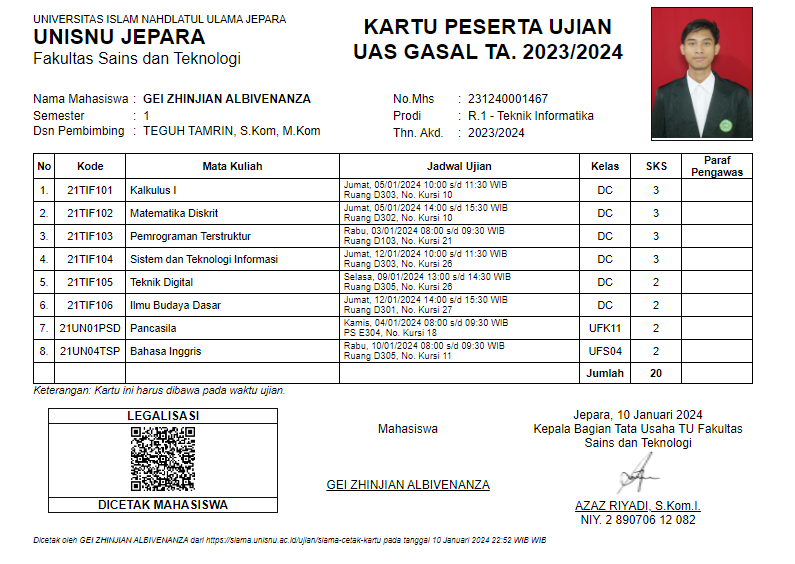 UNIVERSITAS ISLAM NAHDLATUL ULAMA JEPARA
UNISNU JEPARA
Fakultas Sains dan Teknologi
KARTU PESERTA UJIAN
UAS GASAL TA. 2023/2024
Nama Mahasiswa : GEI ZHINJIAN ALBIVENANZA
Semester : 1
Dsn Pembimbing : TEGUH TAMRIN, S.Kom, M.Kom
No.Mhs : 231240001467
Prodi : R.1 - Teknik Informatika
Thn. Akd. : 2023/2024
No Kode Mata Kuliah Jadwal Ujian Kelas SKS Paraf Pengawas
1. 21TIF101 Kalkulus I Jumat, 05/01/2024 10:00 s/d 11:30 WIB
Ruang D303, No. Kursi 10 DC 3
2. 21TIF102 Matematika Diskrit Jumat, 05/01/2024 14:00 s/d 15:30 WIB
Ruang D302, No. Kursi 10 DC 3
3. 21TIF103 Pemrograman Terstruktur Rabu, 03/01/2024 08:00 s/d 09:30 WIB
Ruang D103, No. Kursi 21 DC 3
4. 21TIF104 Sistem dan Teknologi Informasi Jumat, 12/01/2024 10:00 s/d 11:30 WIB
Ruang D303, No. Kursi 26 DC 3
5. 21TIF105 Teknik Digital Selasa, 09/01/2024 13:00 s/d 14:30 WIB
Ruang D305, No. Kursi 26 DC 2
6. 21TIF106 Ilmu Budaya Dasar Jumat, 12/01/2024 14:00 s/d 15:30 WIB
Ruang D301, No. Kursi 27 DC 2
7. 21UN01PSD Pancasila Kamis, 04/01/2024 08:00 s/d 09:30 WIB
PS E304, No. Kursi 18 UFK11 2
8. 21UN04TSP Bahasa Inggris Rabu, 10/01/2024 08:00 s/d 09:30 WIB
Ruang D305, No. Kursi 11 UFS04 2
Jumlah 20
Keterangan: Kartu ini harus dibawa pada waktu ujian.
LEGALISASI
DICETAK MAHASISWA
Mahasiswa
GEI ZHINJIAN ALBIVENANZA
Jepara, 10 Januari 2024
Kepala Bagian Tata Usaha TU Fakultas
Sains dan Teknologi
AZAZ RIYADI, S.Kom.I.
NIY. 2 890706 12 082
Dicetak oleh GEI ZHINJIAN ALBIVENANZA dari https://siama.unisnu.ac.id/ujian/siama-cetak-kartu pada tanggal 10 Januari 2024 22:52 WIB WIB